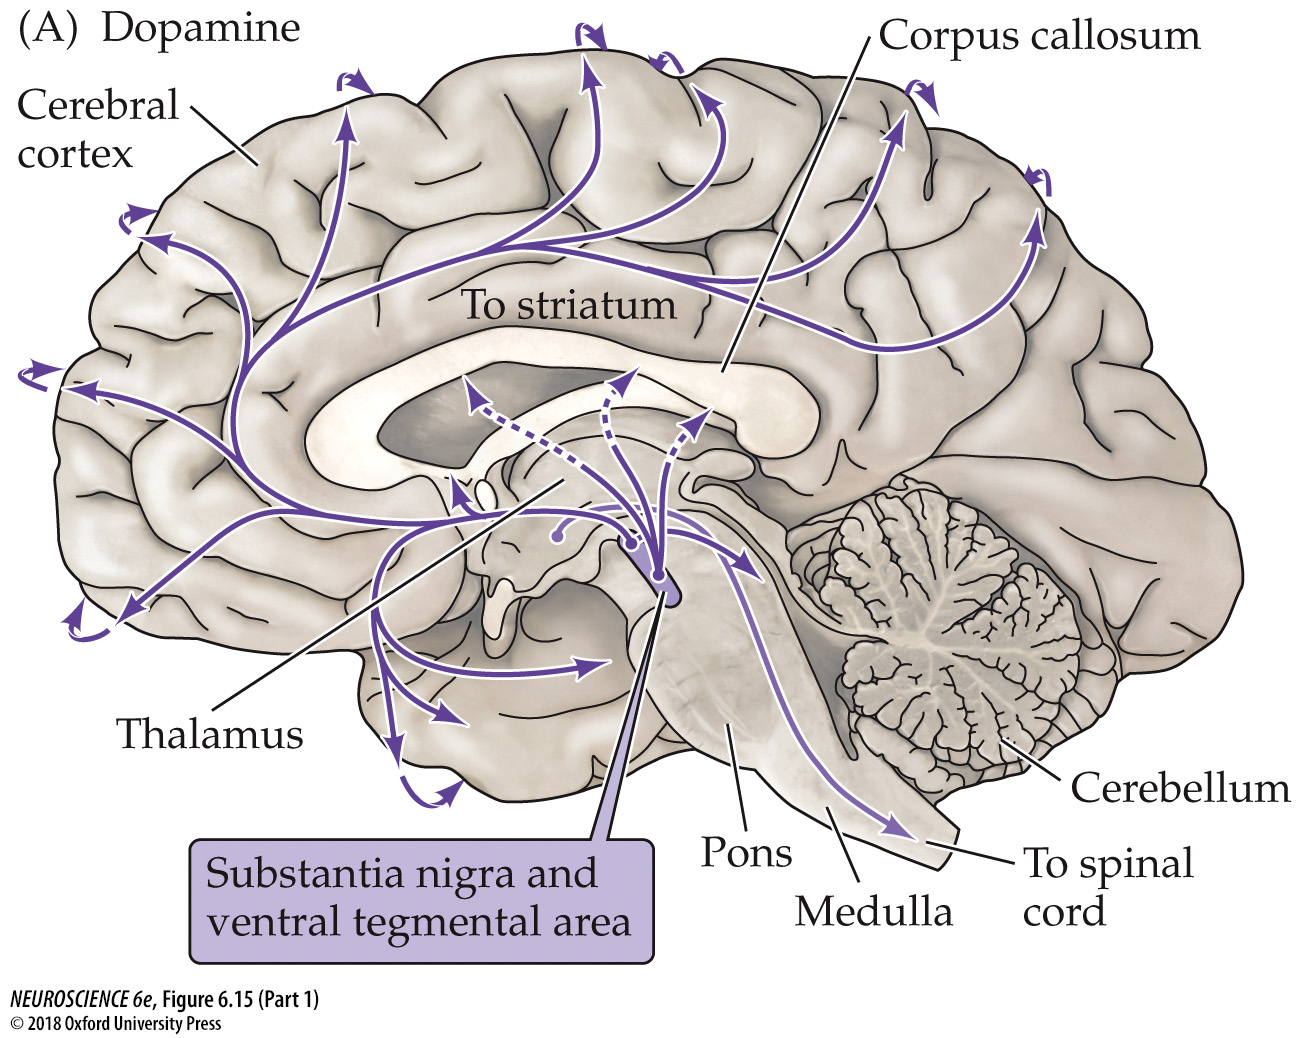 (A) Dopamine
Corpus callosum
Cerebral
cortex
To striatum
Thalamus
Cerebellum
Pons
To spinal
cord
Medulla
Substantia nigra and
ventral tegmental area
NEUROSCIENCE 6e, Figure 6.15 (Part 1)
© 2018 Oxford University Press